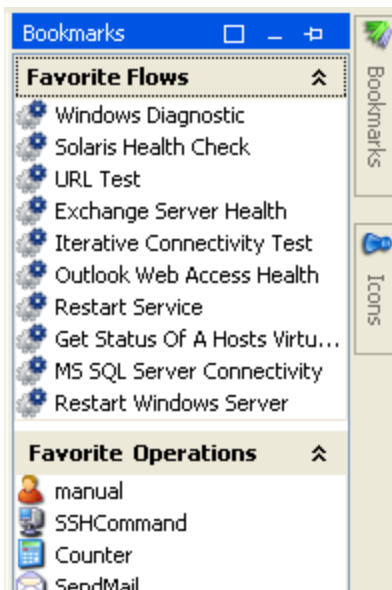 Bookmarks
Favorite Flows
Windows Diagnostic
Solaris Health Check
URL Test
Exchange Server Health
Iterative Connectivity Test
Outlook Web Access Health
Restart Service
Get Status Of A Hosts Virtu...
MS SQL Server Connectivity
Restart Windows Server
Favorite Operations
manual
SSHCommand
Counter
SendMail
Bookmarks
Icons